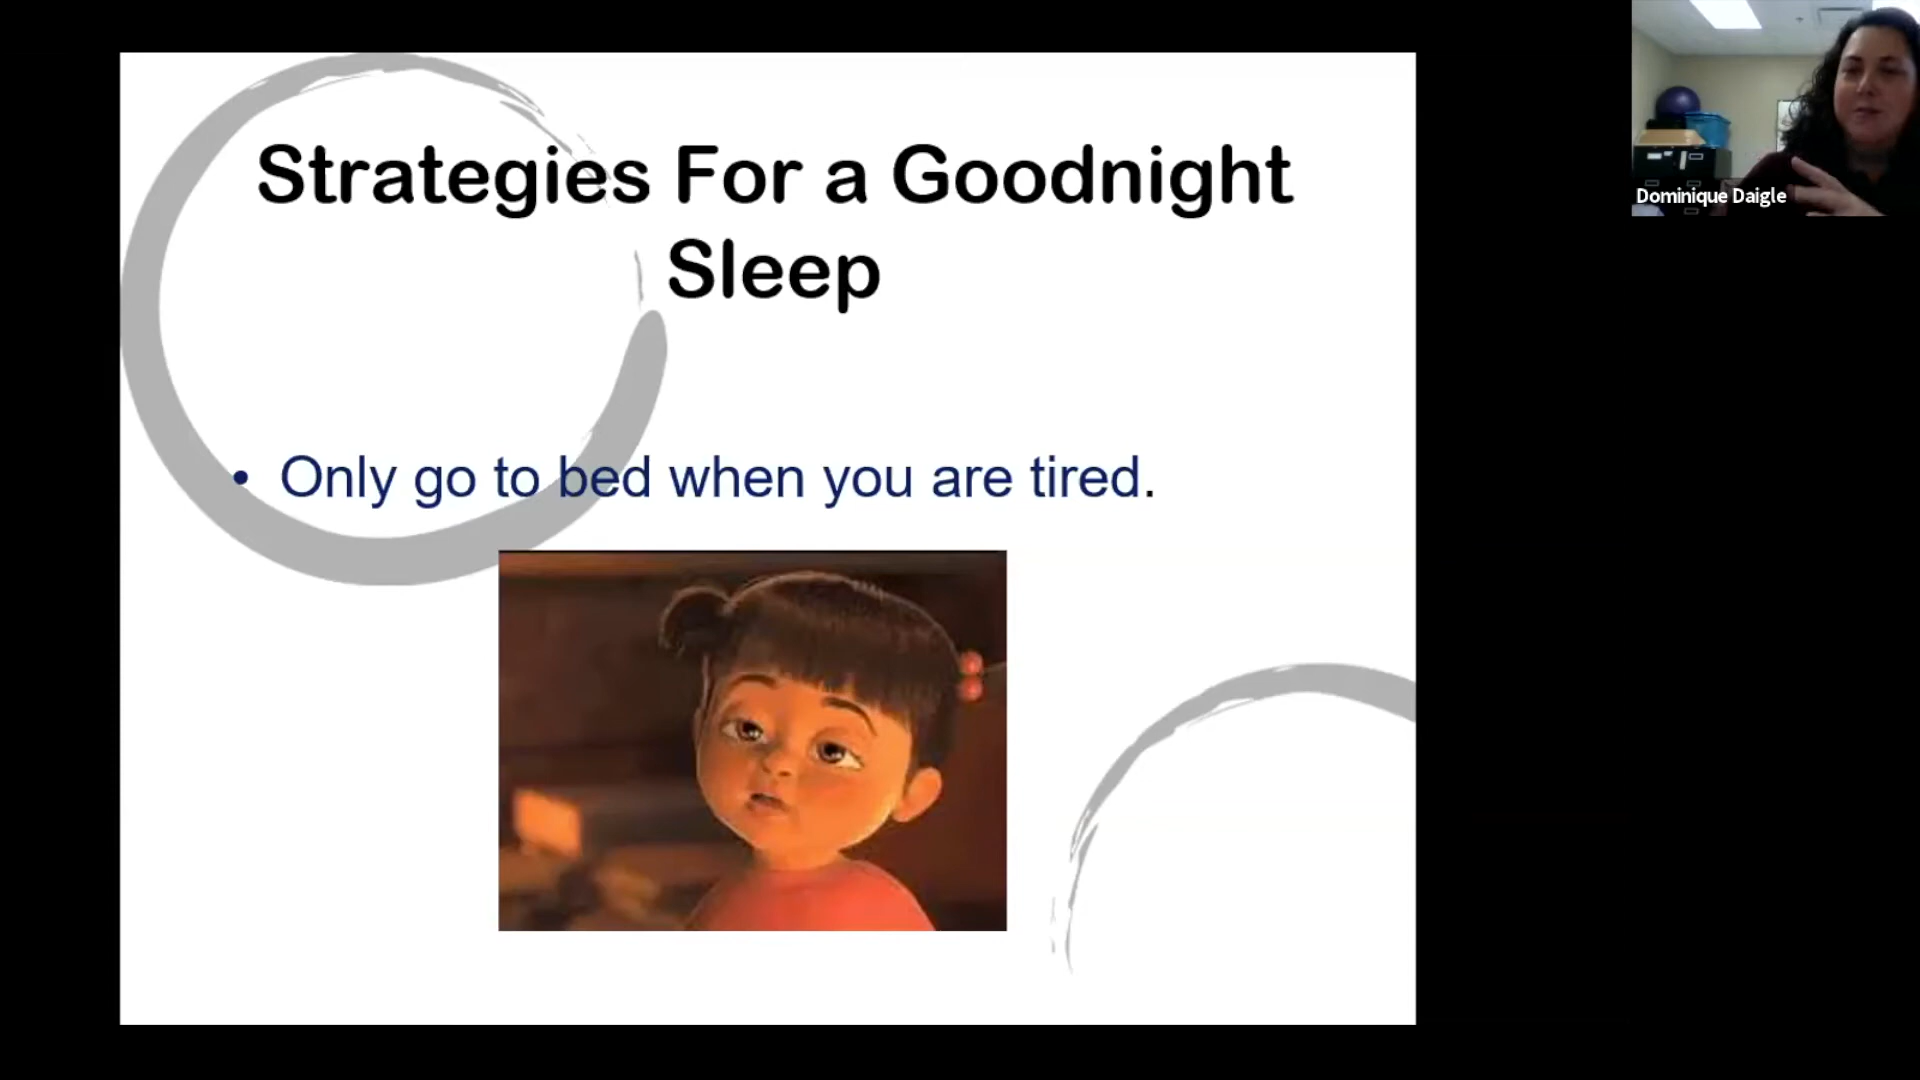 Strategies For a Goodnight
Sleep
• Only go to bed when you are tired.
Dominique Daigle